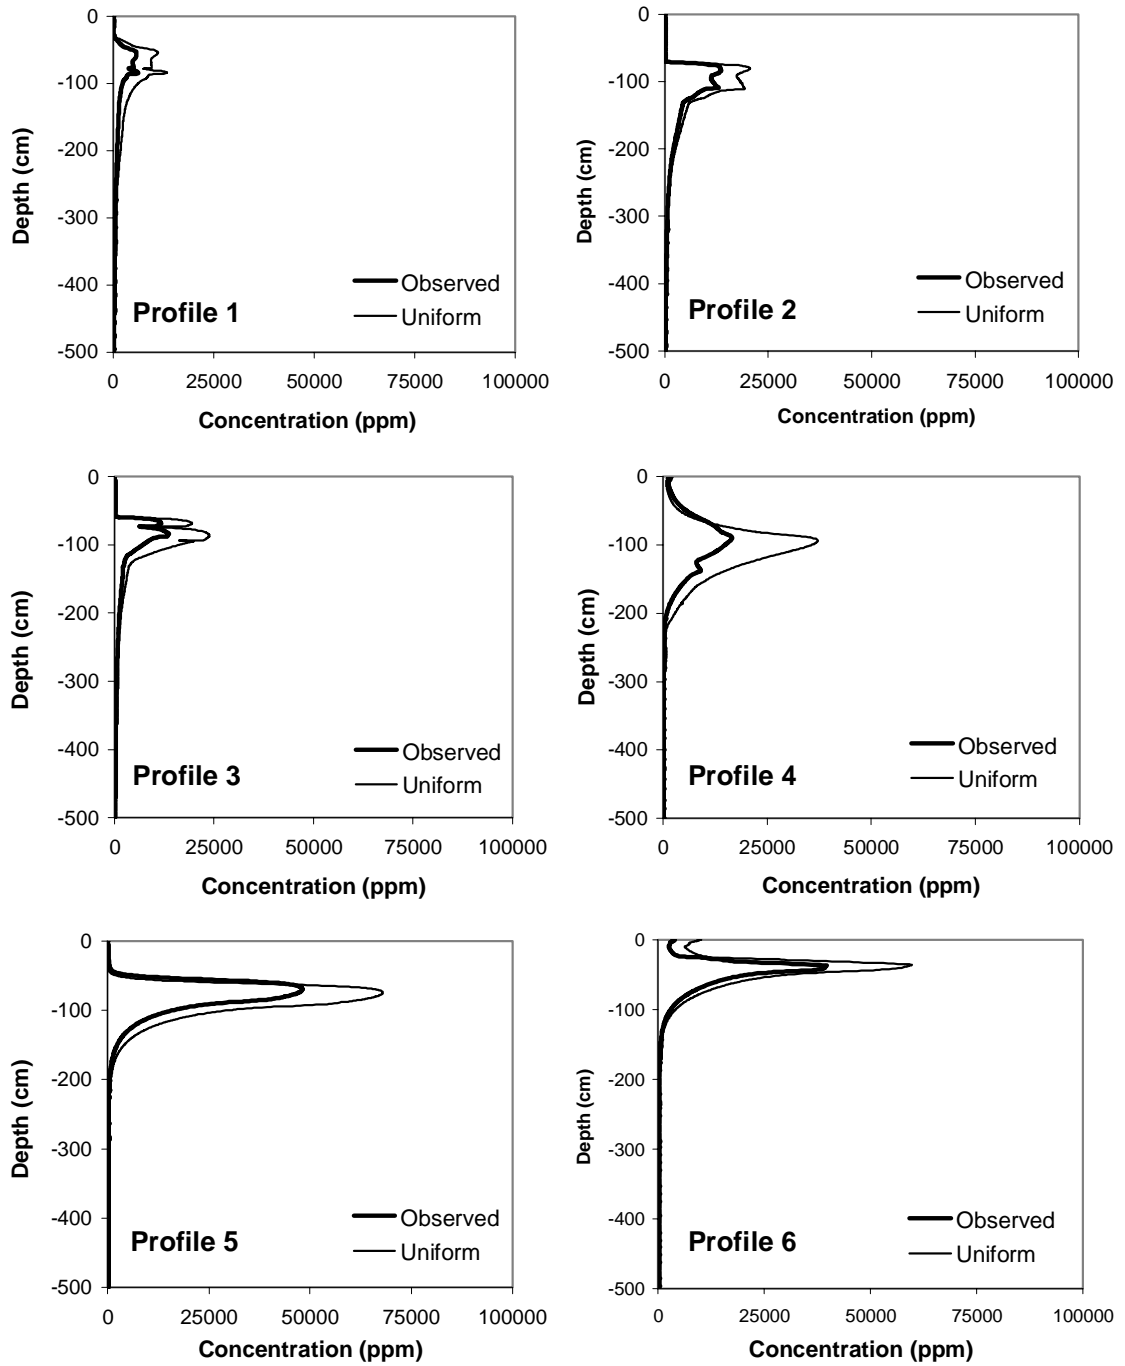 0
-100
-200
-300
-400
-500
Depth (cm)
Observed
Uniform
Profile 1
0 25000 50000 75000 100000
Concentration (ppm)
0
-100
-200
-300
-400
-500
Depth (cm)
Observed
Uniform
Profile 2
0 25000 50000 75000 100000
Concentration (ppm)
0
-100
-200
-300
-400
-500
Depth (cm)
Observed
Uniform
Profile 3
0 25000 50000 75000 100000
Concentration (ppm)
0
-100
-200
-300
-400
-500
Depth (cm)
Observed
Uniform
Profile 4
0 25000 50000 75000 100000
Concentration (ppm)
0
-100
-200
-300
-400
-500
Depth (cm)
Observed
Uniform
Profile 5
0 25000 50000 75000 100000
Concentration (ppm)
0
-100
-200
-300
-400
-500
Depth (cm)
Observed
Uniform
Profile 6
0 25000 50000 75000 100000
Concentration (ppm)